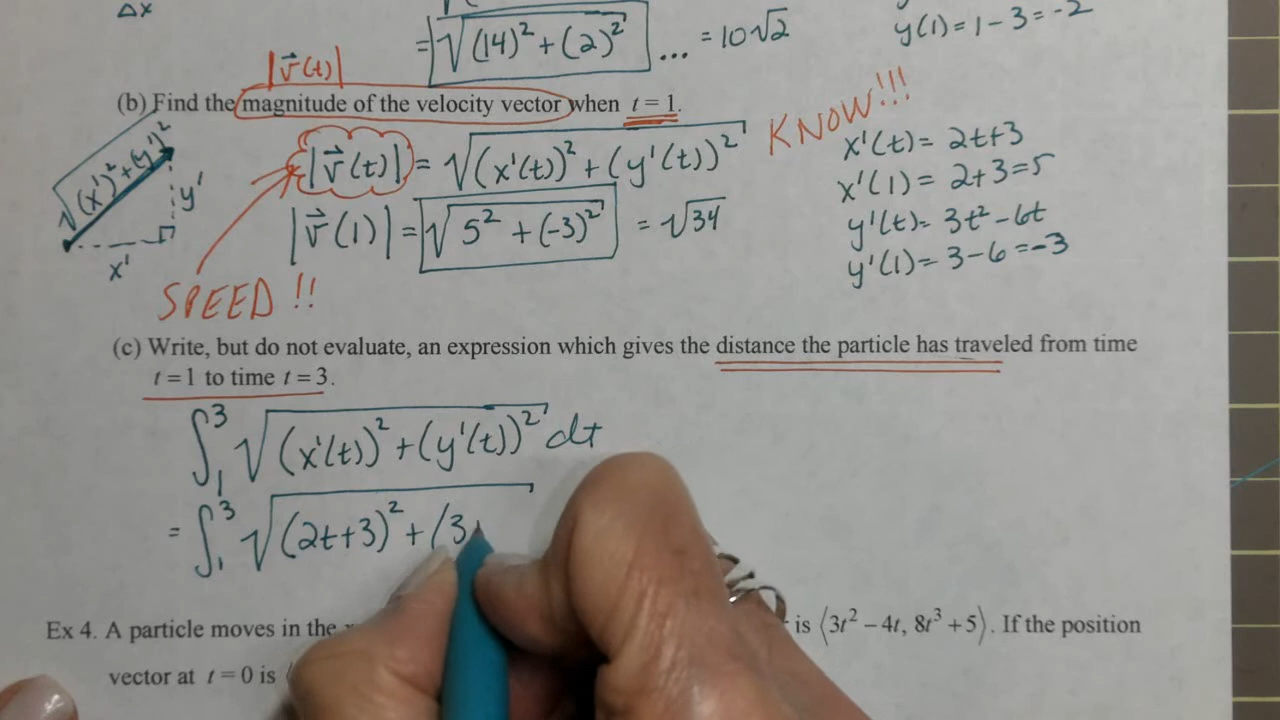 Δx
= √(14)² + (2)² ... = 10√2
y(1) = 1 - 3 = -2
|v⃗(t)|
(b) Find the magnitude of the velocity vector when t = 1.
KNOW!!!
√(x')² + (y')²
y'
x'
|v⃗(t)| = √(x'(t))² + (y'(t))²
x'(t) = 2t+3
x'(1) = 2+3=5
|v⃗(1)| = √5² + (-3)² = √34
y'(t)= 3t² - 6t
y'(1) = 3 - 6 = -3
SPEED !!
(c) Write, but do not evaluate, an expression which gives the distance the particle has traveled from time
t = 1 to time t = 3.
∫₁³ √(x'(t))² + (y'(t))² dt
= ∫₁³ √(2t+3)² + (3
Ex 4. A particle moves in the is ⟨3t² – 4t, 8t³ + 5⟩. If the position
vector at t = 0 is ⟨